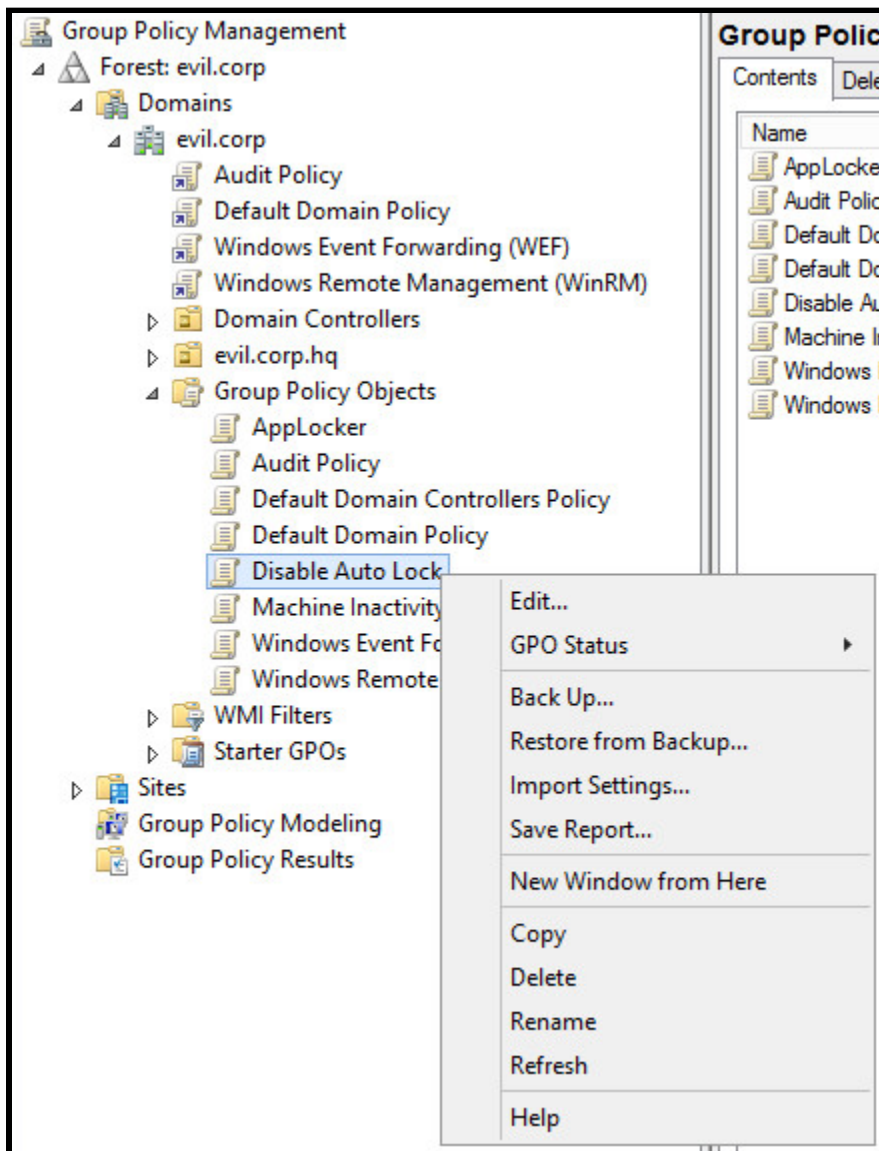 Group Policy Management
Forest: evil.corp
Domains
evil.corp
Audit Policy
Default Domain Policy
Windows Event Forwarding (WEF)
Windows Remote Management (WinRM)
Domain Controllers
evil.corp.hq
Group Policy Objects
AppLocker
Audit Policy
Default Domain Controllers Policy
Default Domain Policy
Disable Auto Lock
Machine Inactivity
Windows Event Fo
Windows Remote
WMI Filters
Starter GPOs
Sites
Group Policy Modeling
Group Policy Results
Edit...
GPO Status
Back Up...
Restore from Backup...
Import Settings...
Save Report...
New Window from Here
Copy
Delete
Rename
Refresh
Help
Group Polic
Contents Dele
Name
AppLocke
Audit Polic
Default Do
Default Do
Disable Au
Machine I
Windows
Windows